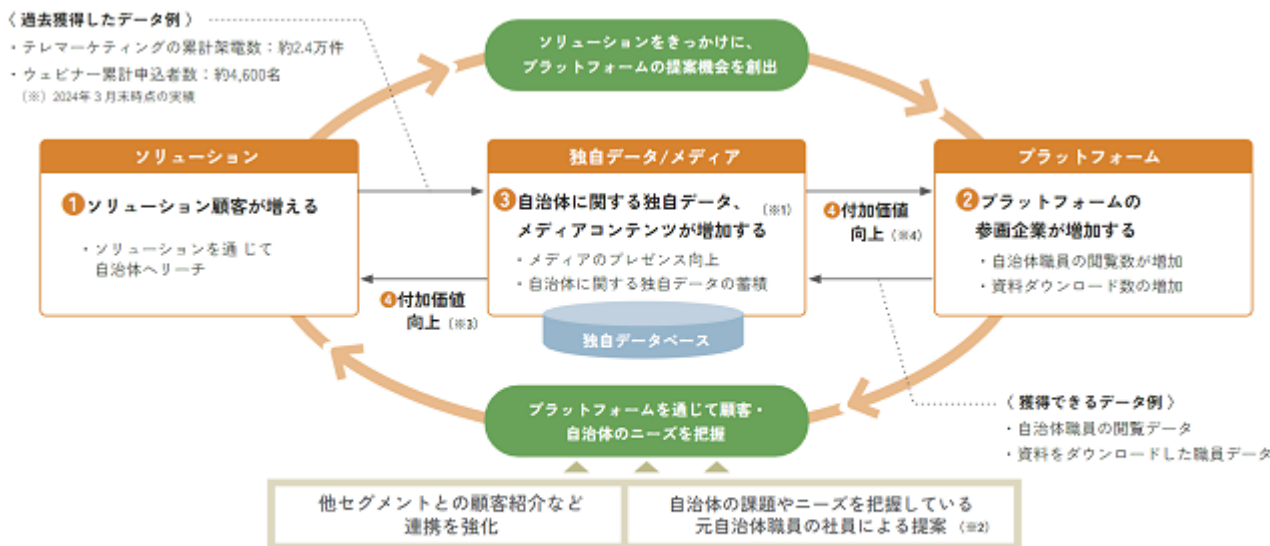 〈 過去獲得したデータ例 〉
・テレマーケティングの累計架電数：約2.4万件
・ウェビナー累計申込者数：約4,600名
（※）2024年３月末時点の実績
ソリューションをきっかけに、
プラットフォームの提案機会を創出
ソリューション
❶ソリューション顧客が増える
・ソリューションを通じて
自治体へリーチ
独自データ/メディア
❸自治体に関する独自データ、（※1）
メディアコンテンツが増加する
・メディアのプレゼンス向上
・自治体に関する独自データの蓄積
独自データベース
❹付加価値
向上（※4）
❹付加価値
向上（※3）
プラットフォーム
❷プラットフォームの
参画企業が増加する
・自治体職員の閲覧数が増加
・資料ダウンロード数の増加
プラットフォームを通じて顧客・
自治体のニーズを把握
〈 獲得できるデータ例 〉
・自治体職員の閲覧データ
・資料をダウンロードした職員データ
他セグメントとの顧客紹介など
連携を強化
自治体の課題やニーズを把握している
元自治体職員の社員による提案（※2）